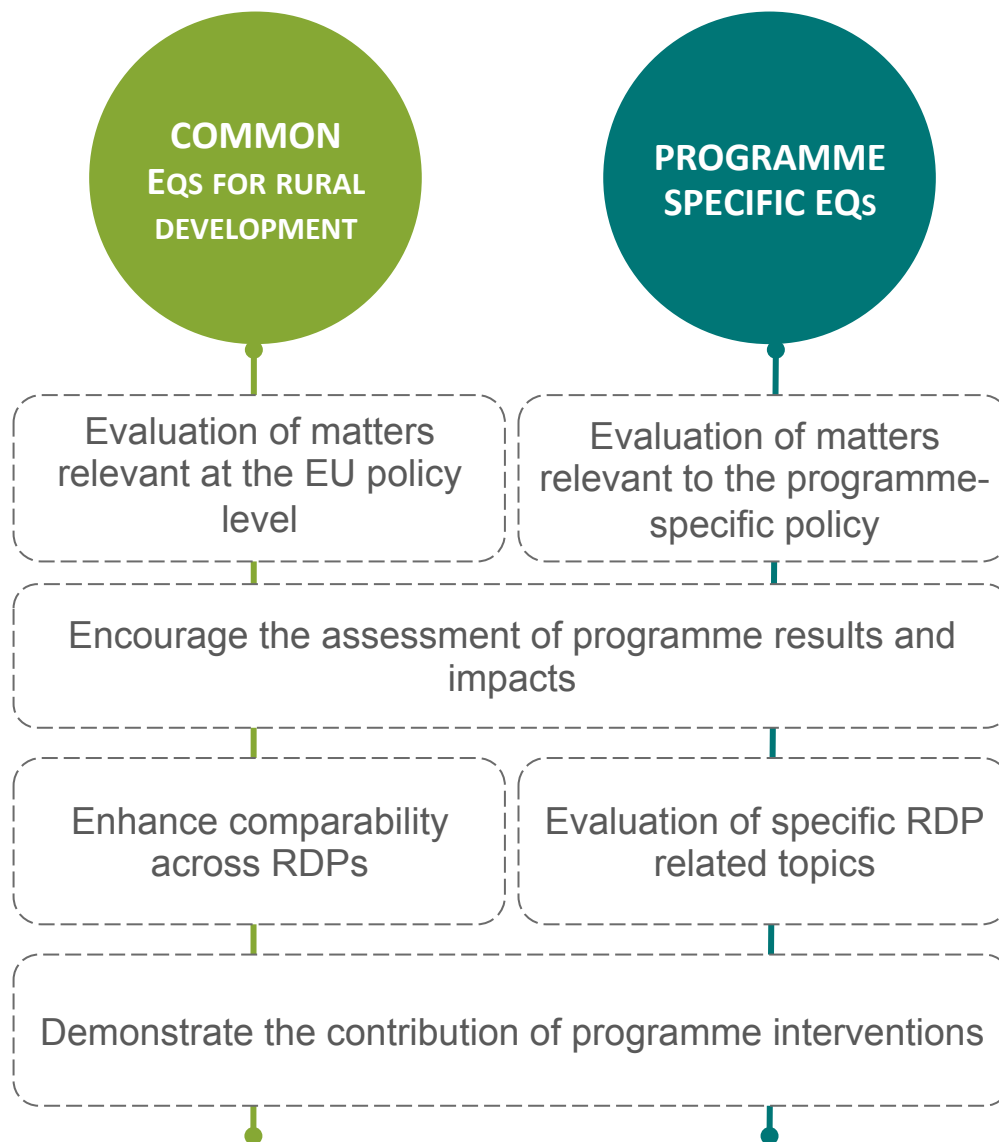 COMMON
EQS FOR RURAL
DEVELOPMENT
PROGRAMME
SPECIFIC EQs
Evaluation of matters
relevant at the EU policy
level
Evaluation of matters
relevant to the programme-
specific policy
Encourage the assessment of programme results and
impacts
Enhance comparability
across RDPs
Evaluation of specific RDP
related topics
Demonstrate the contribution of programme interventions